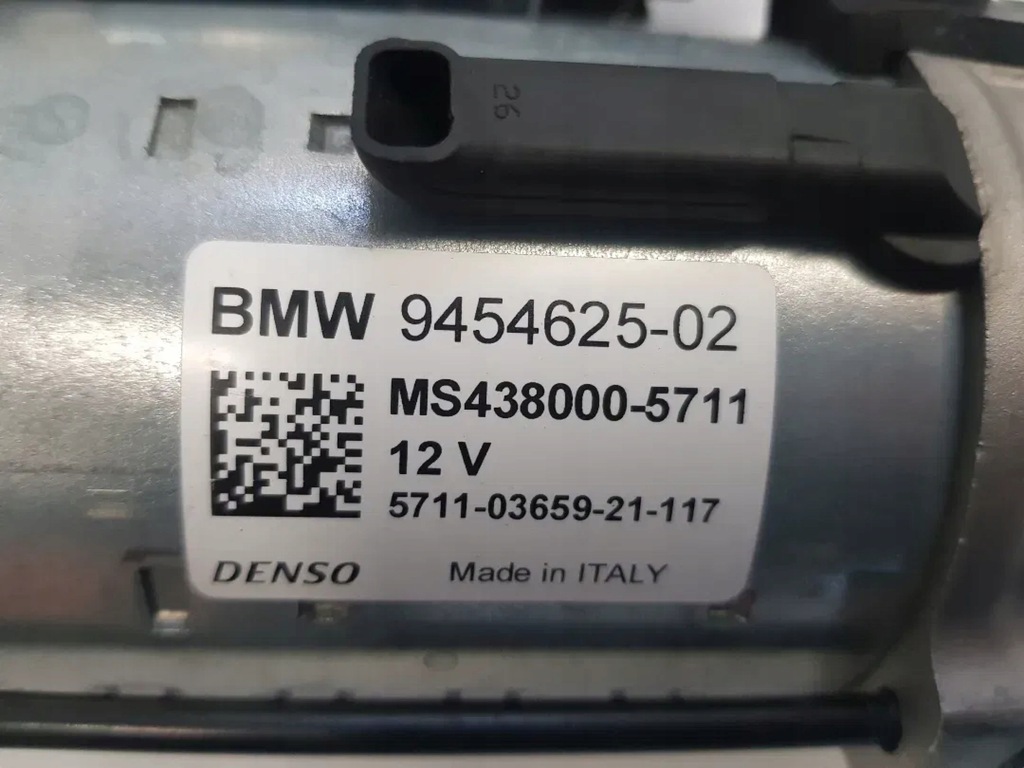 26
BMW 9454625-02
MS438000-5711
12 V
5711-03659-21-117
DENSO Made in ITALY